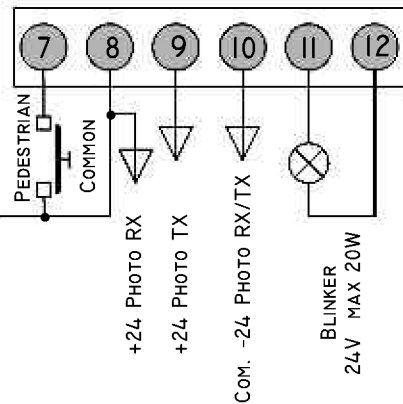 7 8 9 10 11 12
PEDESTRIAN
COMMON
+24 PHOTO RX
+24 PHOTO TX
COM. -24 PHOTO RX/TX
BLINKER
24V MAX 20W